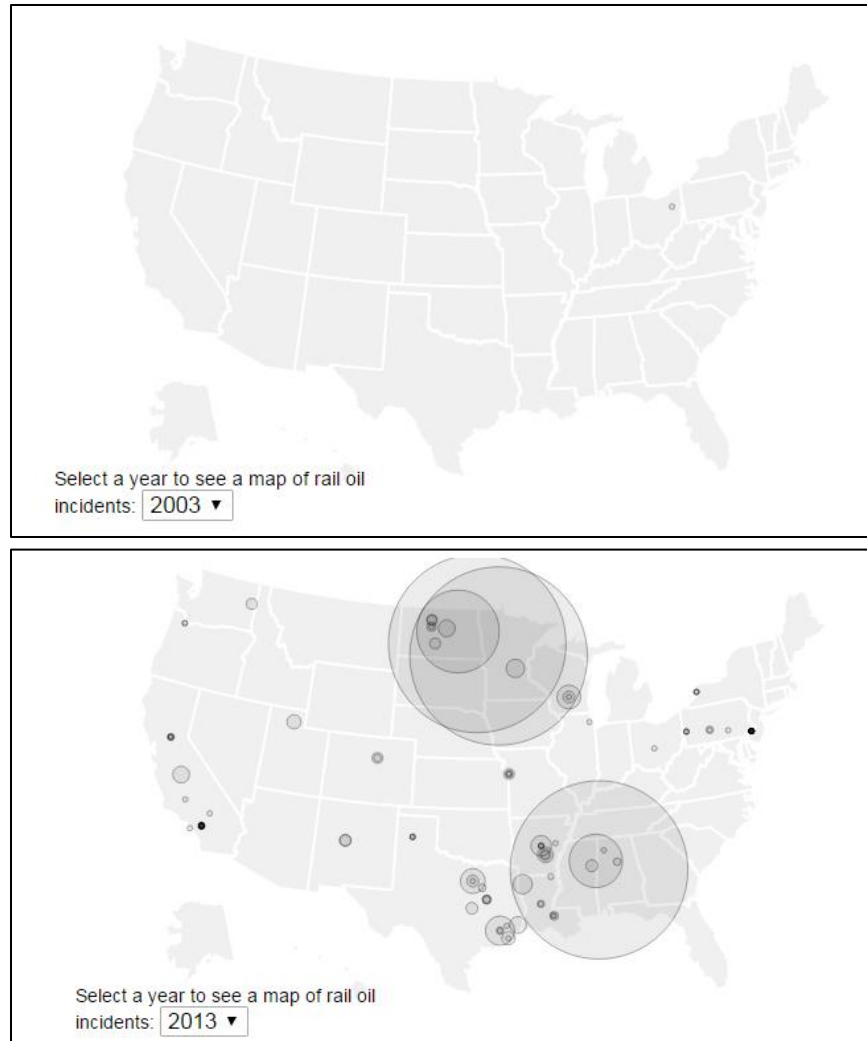 Select a year to see a map of rail oil
incidents: 2003 ▼
Select a year to see a map of rail oil
incidents: 2013 ▼